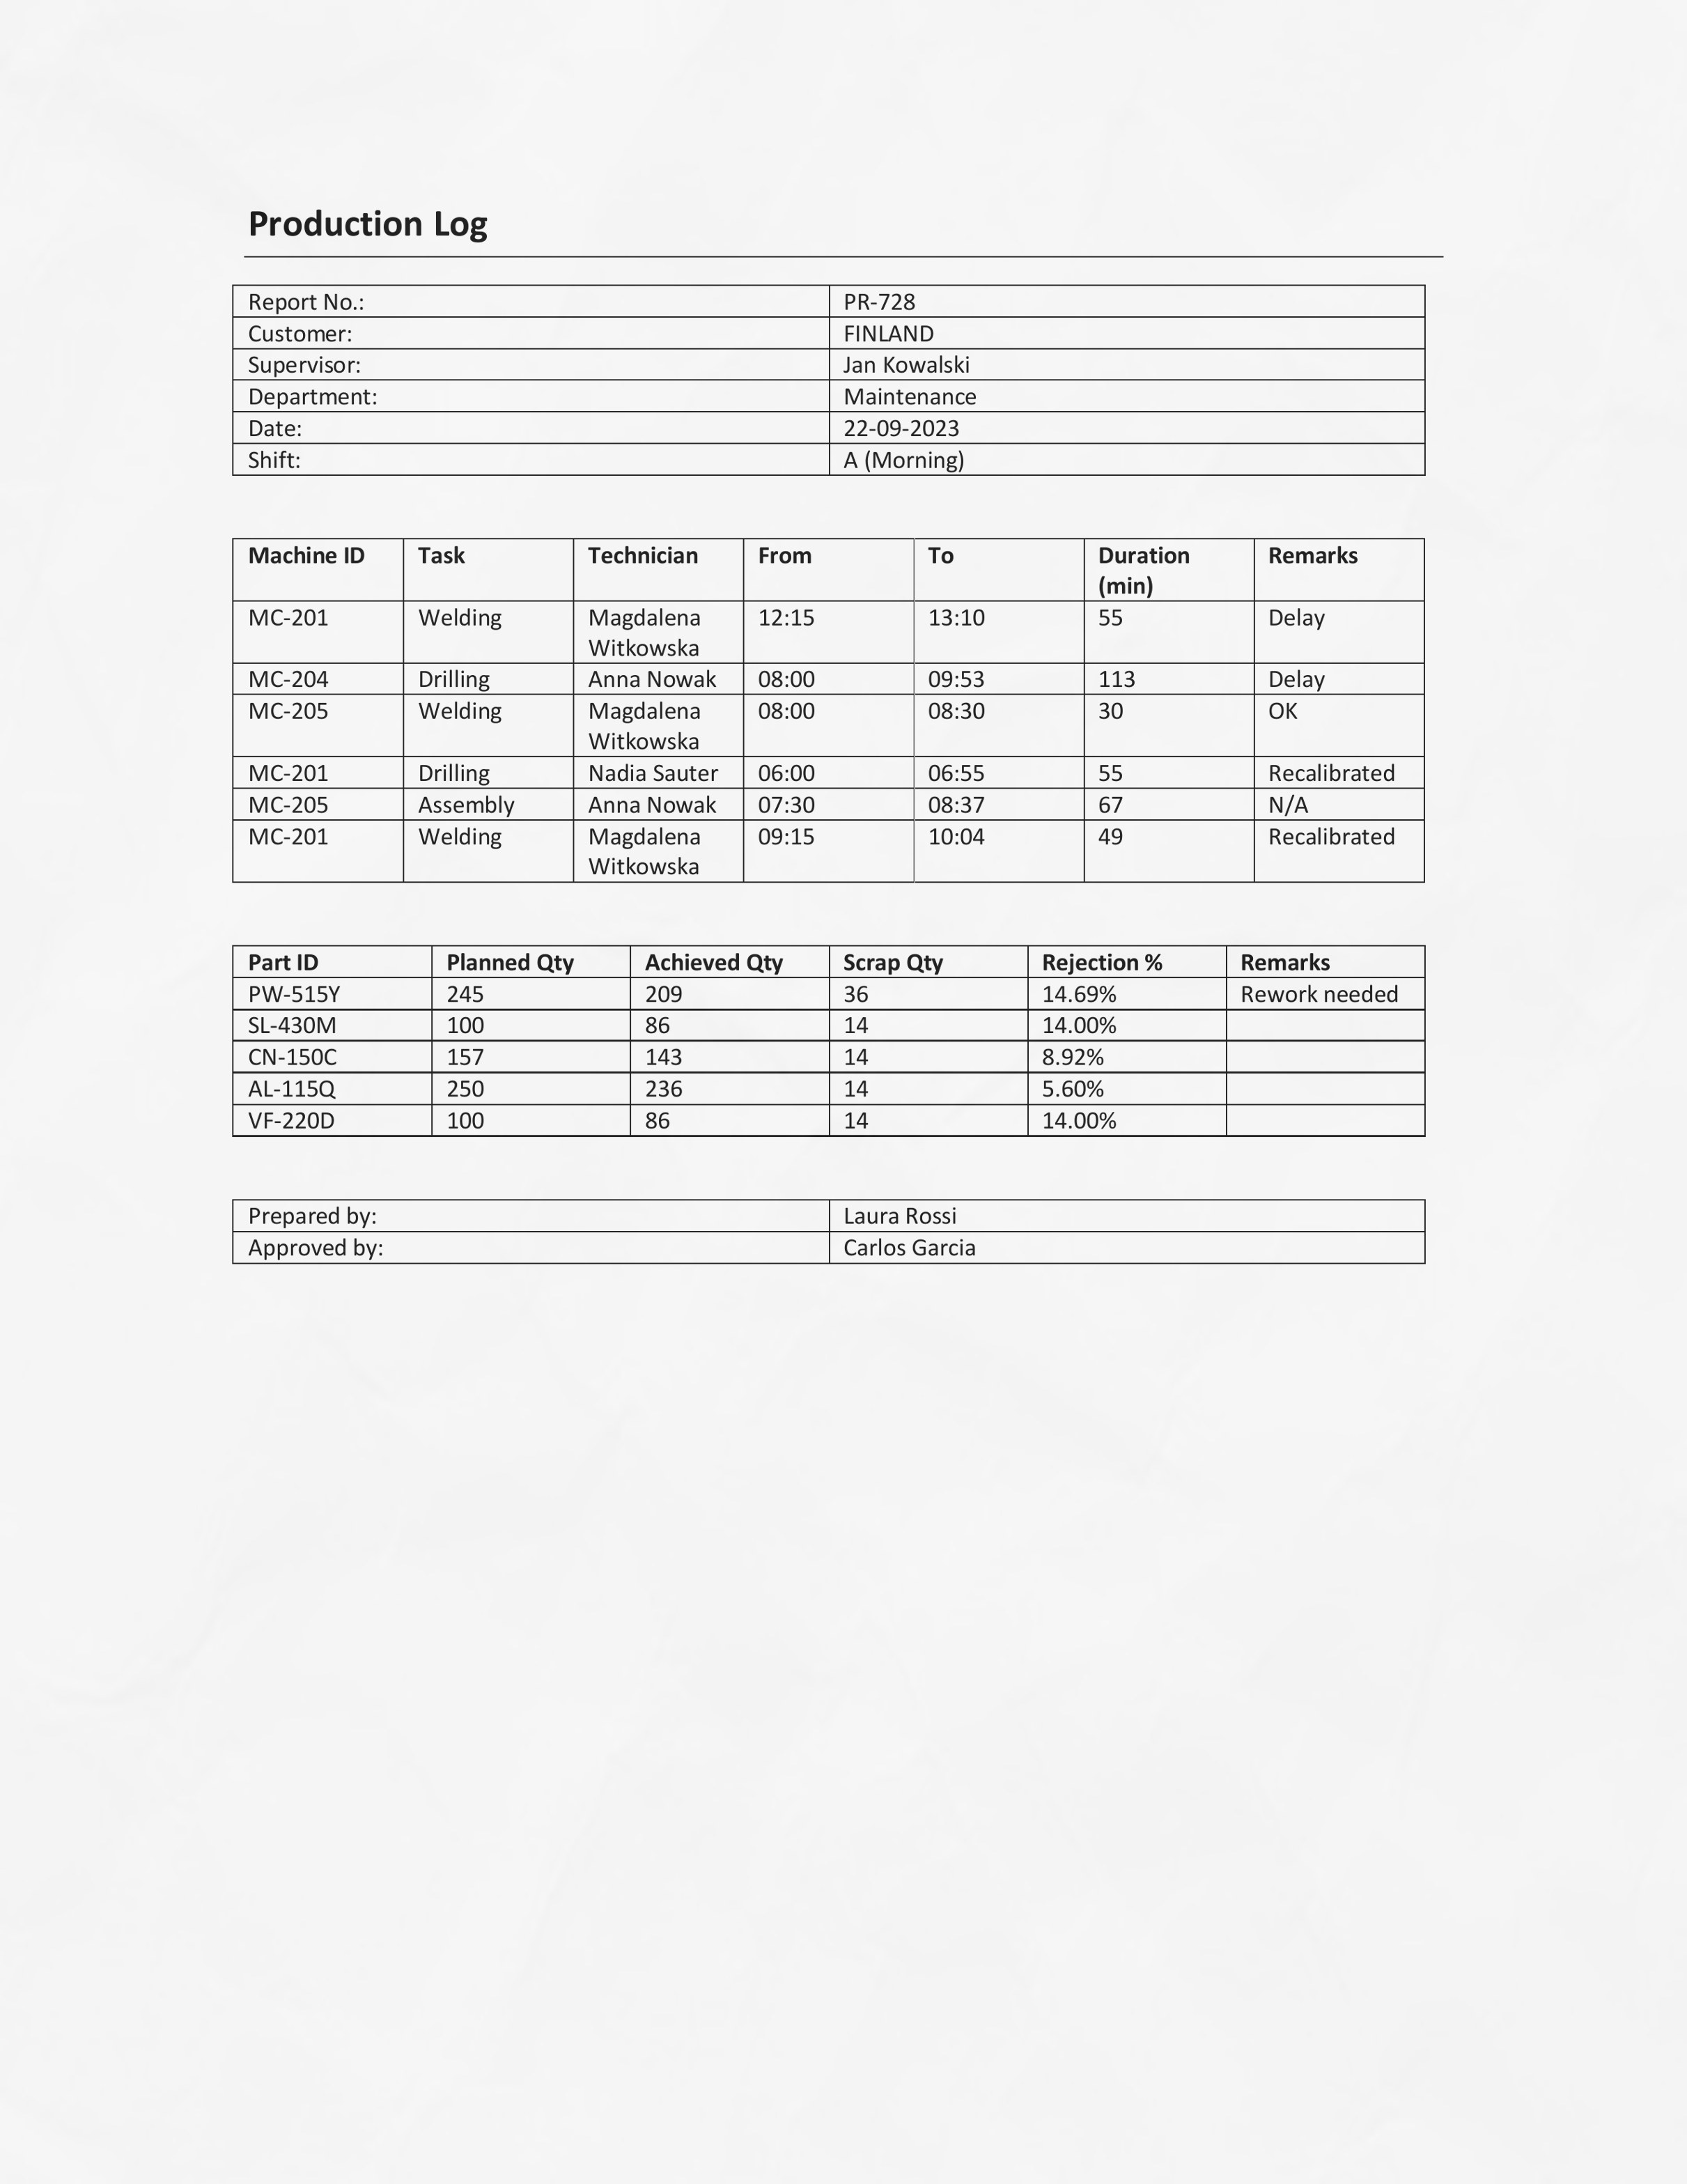 Production Log
Report No.: PR-728
Customer: FINLAND
Supervisor: Jan Kowalski
Department: Maintenance
Date: 22-09-2023
Shift: A (Morning)
Machine ID Task Technician From To Duration (min) Remarks
MC-201 Welding Magdalena Witkowska 12:15 13:10 55 Delay
MC-204 Drilling Anna Nowak 08:00 09:53 113 Delay
MC-205 Welding Magdalena Witkowska 08:00 08:30 30 OK
MC-201 Drilling Nadia Sauter 06:00 06:55 55 Recalibrated
MC-205 Assembly Anna Nowak 07:30 08:37 67 N/A
MC-201 Welding Magdalena Witkowska 09:15 10:04 49 Recalibrated
Part ID Planned Qty Achieved Qty Scrap Qty Rejection % Remarks
PW-515Y 245 209 36 14.69% Rework needed
SL-430M 100 86 14 14.00%
CN-150C 157 143 14 8.92%
AL-115Q 250 236 14 5.60%
VF-220D 100 86 14 14.00%
Prepared by: Laura Rossi
Approved by: Carlos Garcia